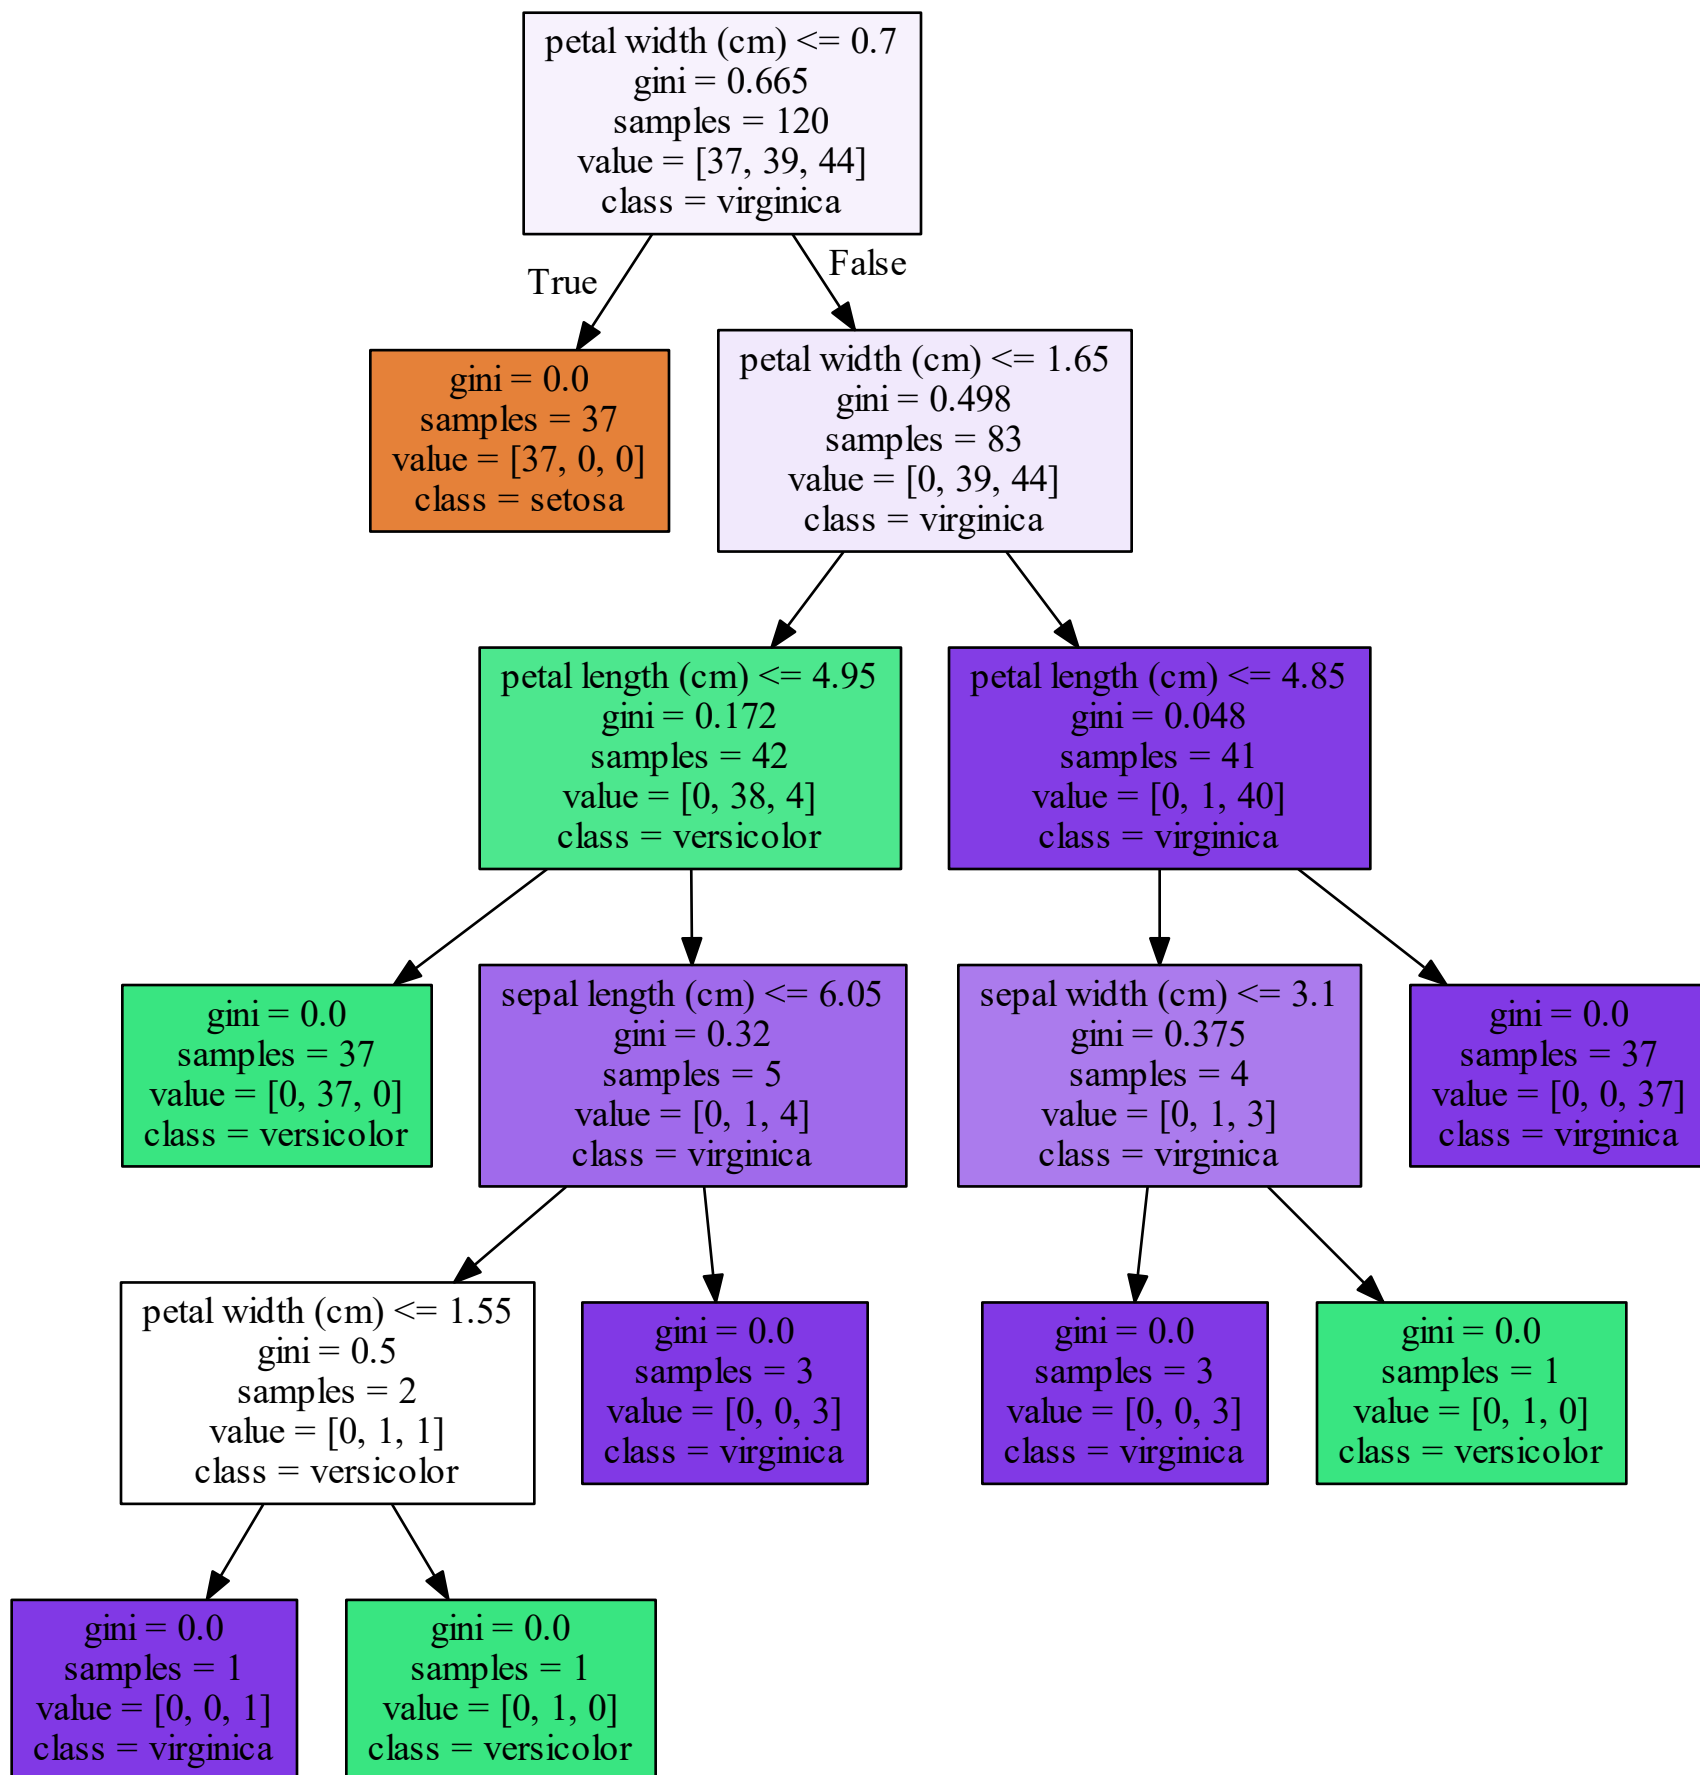 petal width (cm) <= 0.7
gini = 0.665
samples = 120
value = [37, 39, 44]
class = virginica
True
False
gini = 0.0
samples = 37
value = [37, 0, 0]
class = setosa
petal width (cm) <= 1.65
gini = 0.498
samples = 83
value = [0, 39, 44]
class = virginica
petal length (cm) <= 4.95
gini = 0.172
samples = 42
value = [0, 38, 4]
class = versicolor
petal length (cm) <= 4.85
gini = 0.048
samples = 41
value = [0, 1, 40]
class = virginica
gini = 0.0
samples = 37
value = [0, 37, 0]
class = versicolor
sepal length (cm) <= 6.05
gini = 0.32
samples = 5
value = [0, 1, 4]
class = virginica
sepal width (cm) <= 3.1
gini = 0.375
samples = 4
value = [0, 1, 3]
class = virginica
gini = 0.0
samples = 37
value = [0, 0, 37]
class = virginica
petal width (cm) <= 1.55
gini = 0.5
samples = 2
value = [0, 1, 1]
class = versicolor
gini = 0.0
samples = 3
value = [0, 0, 3]
class = virginica
gini = 0.0
samples = 3
value = [0, 0, 3]
class = virginica
gini = 0.0
samples = 1
value = [0, 1, 0]
class = versicolor
gini = 0.0
samples = 1
value = [0, 0, 1]
class = virginica
gini = 0.0
samples = 1
value = [0, 1, 0]
class = versicolor